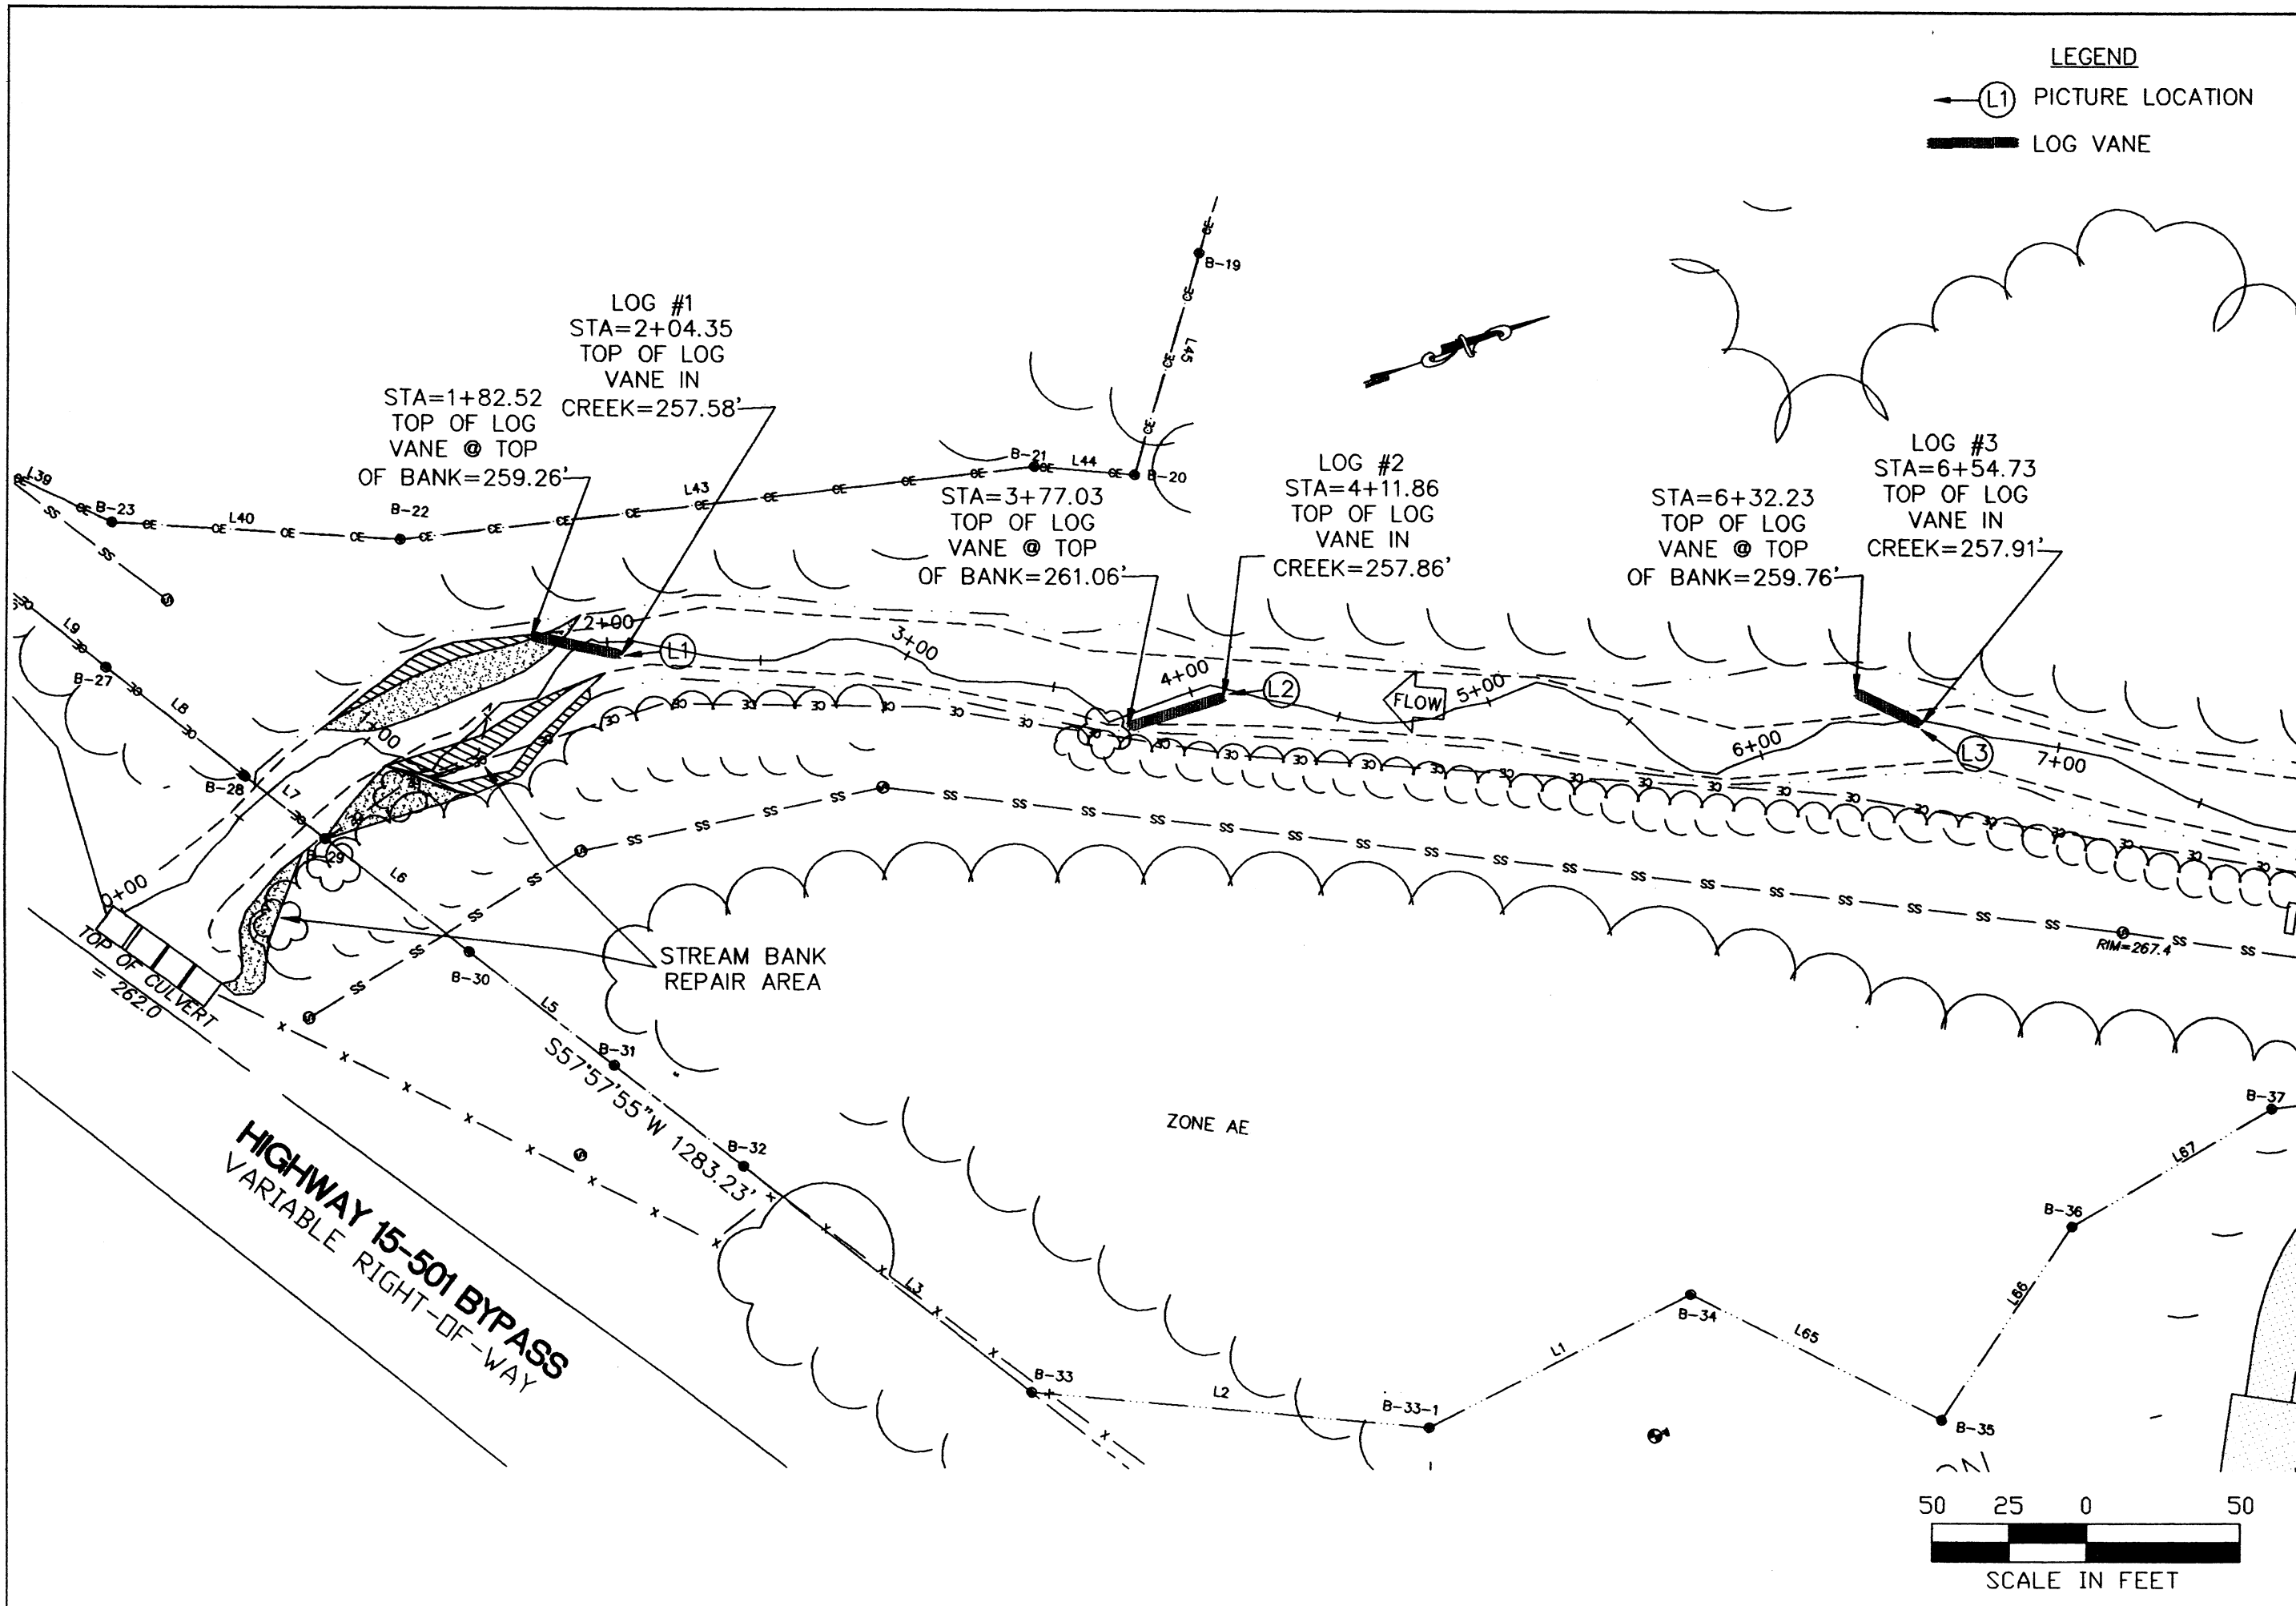 LEGEND
L1 PICTURE LOCATION
LOG VANE
B-19
L45
LOG #1
STA=2+04.35
TOP OF LOG
VANE IN
CREEK=257.58'
STA=1+82.52
TOP OF LOG
VANE @ TOP
OF BANK=259.26'
LOG #2
STA=4+11.86
TOP OF LOG
VANE IN
CREEK=257.86'
STA=3+77.03
TOP OF LOG
VANE @ TOP
OF BANK=261.06'
LOG #3
STA=6+54.73
TOP OF LOG
VANE IN
CREEK=257.91'
STA=6+32.23
TOP OF LOG
VANE @ TOP
OF BANK=259.76'
L39
B-23
L40
B-22
L43
B-21
L44
B-20
L9
B-27
L8
B-28
L7
B-29
L6
B-30
L5
B-31
B-32
L3
B-33
L2
B-33-1
L1
B-34
L65
B-35
L66
B-36
L67
B-37
0+00
1+00
2+00
L1
3+00
4+00
L2
FLOW
5+00
6+00
L3
7+00
RIM=267.4
TOP OF CULVERT
= 262.0
STREAM BANK
REPAIR AREA
S57°57'55"W 1283.23'
ZONE AE
HIGHWAY 15-501 BYPASS
VARIABLE RIGHT-OF-WAY
50 25 0 50
SCALE IN FEET